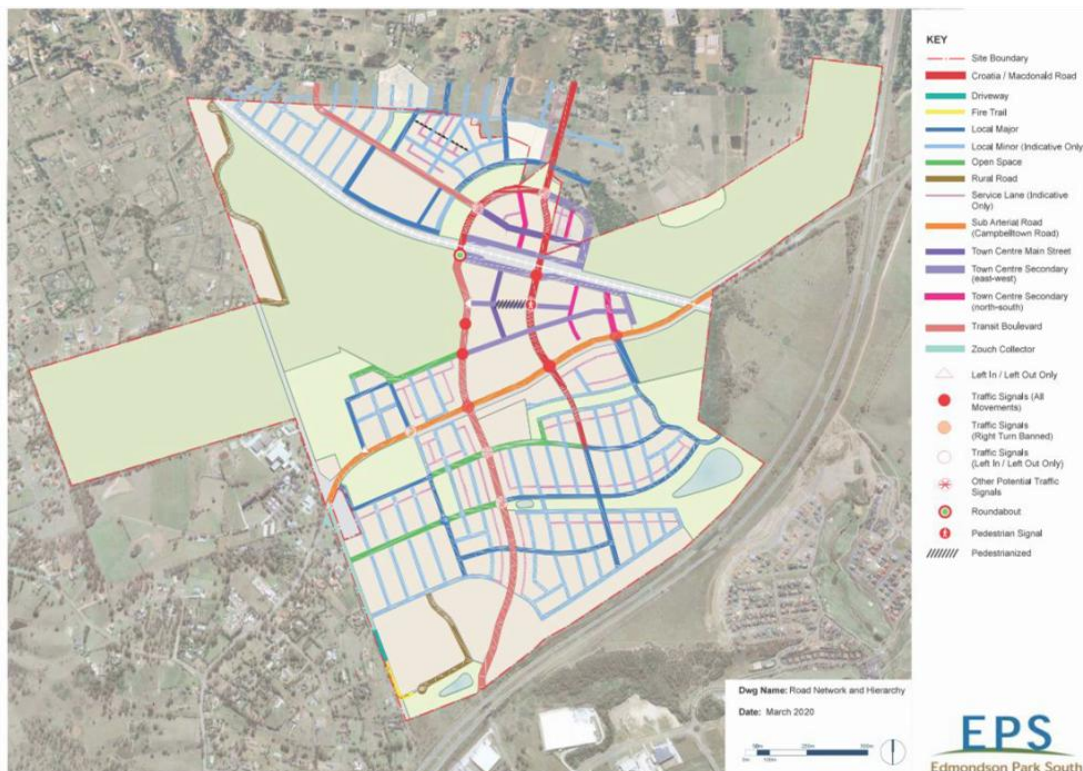 KEY
Site Boundary
Croatia / Macdonald Road
Driveway
Fire Trail
Local Major
Local Minor (Indicative Only
Open Space
Rural Road
Service Lane (Indicative
Only)
Sub Arterial Road
(Campbelltown Road)
Town Centre Main Street
Town Centre Secondary
(east-west)
Town Centre Secondary
(north-south)
Transit Boulevard
Zouch Collector
Left In / Left Out Only
Traffic Signals (All
Movements)
Traffic Signals
(Right Turn Banned)
Traffic Signals
(Left In / Left Out Only)
Other Potential Traffic
Signals
Roundabout
Pedestrian Signal
Pedestrianized
Dwg Name: Road Network and Hierarchy
Date: March 2020
EPS
Edmondson Park South